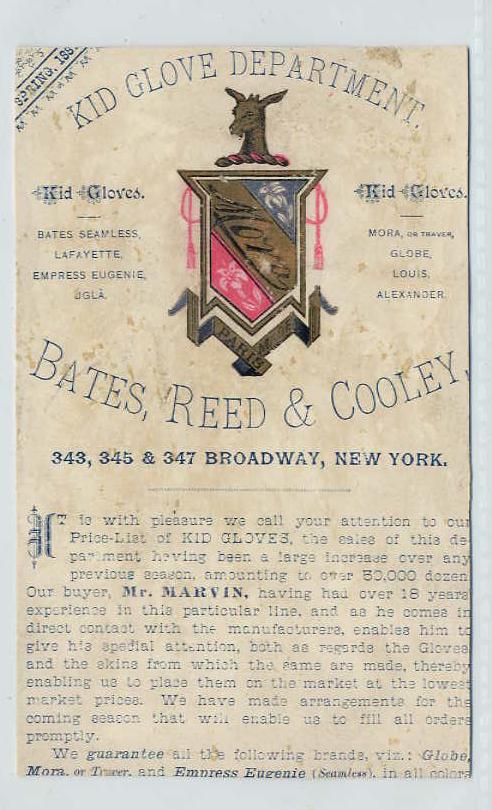 SPRING, 188
KID GLOVE DEPARTMENT.
Kid Gloves.
BATES SEAMLESS,
LAFAYETTE,
EMPRESS EUGENIE,
Kid Gloves.
MORA, OR TRAVER,
GLOBE,
LOUIS,
ALEXANDER.
Mora
PARIS
BATES, REED & COOLEY,
343, 345 & 347 BROADWAY, NEW YORK.
IT is with pleasure we call your attention to our
Price-List of KID GLOVES, the sales of this de-
partment having been a large increase over any
previous season, amounting to over 50,000 dozen.
Our buyer, Mr. MARVIN, having had over 18 years'
experience in this particular line, and as he comes in
direct contact with the manufacturers, enables him to
give his special attention, both as regards the Gloves
and the skins from which the same are made, thereby
enabling us to place them on the market at the lowest
market prices. We have made arrangements for the
coming season that will enable us to fill all orders
promptly.
We guarantee all the following brands, viz.: Globe,
Mora, or Traver, and Empress Eugenie (Seamless), in all colors